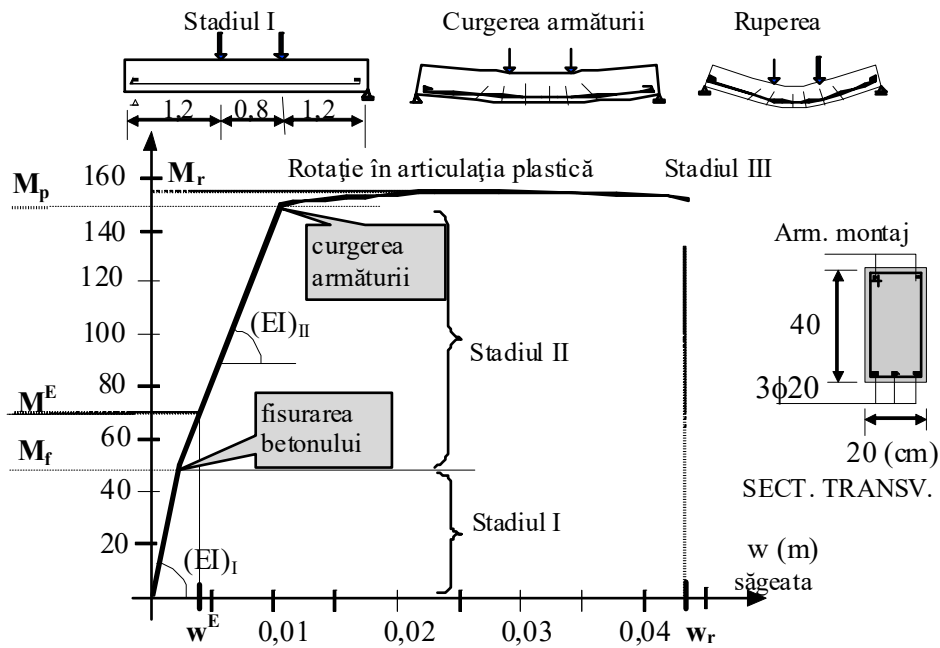 Stadiul I
Curgerea armăturii
Ruperea
1,2
0,8
1,2
M_p
160
M_r
Rotație în articulația plastică
Stadiul III
140
curgerea
armăturii
120
100
(EI)_II
Stadiul II
80
M^E
fisurarea
betonului
60
M_f
40
Stadiul I
20
(EI)_I
w^E
0,01
0,02
0,03
0,04
w_r
w (m)
săgeata
Arm. montaj
40
3ϕ20
20 (cm)
SECT. TRANSV.